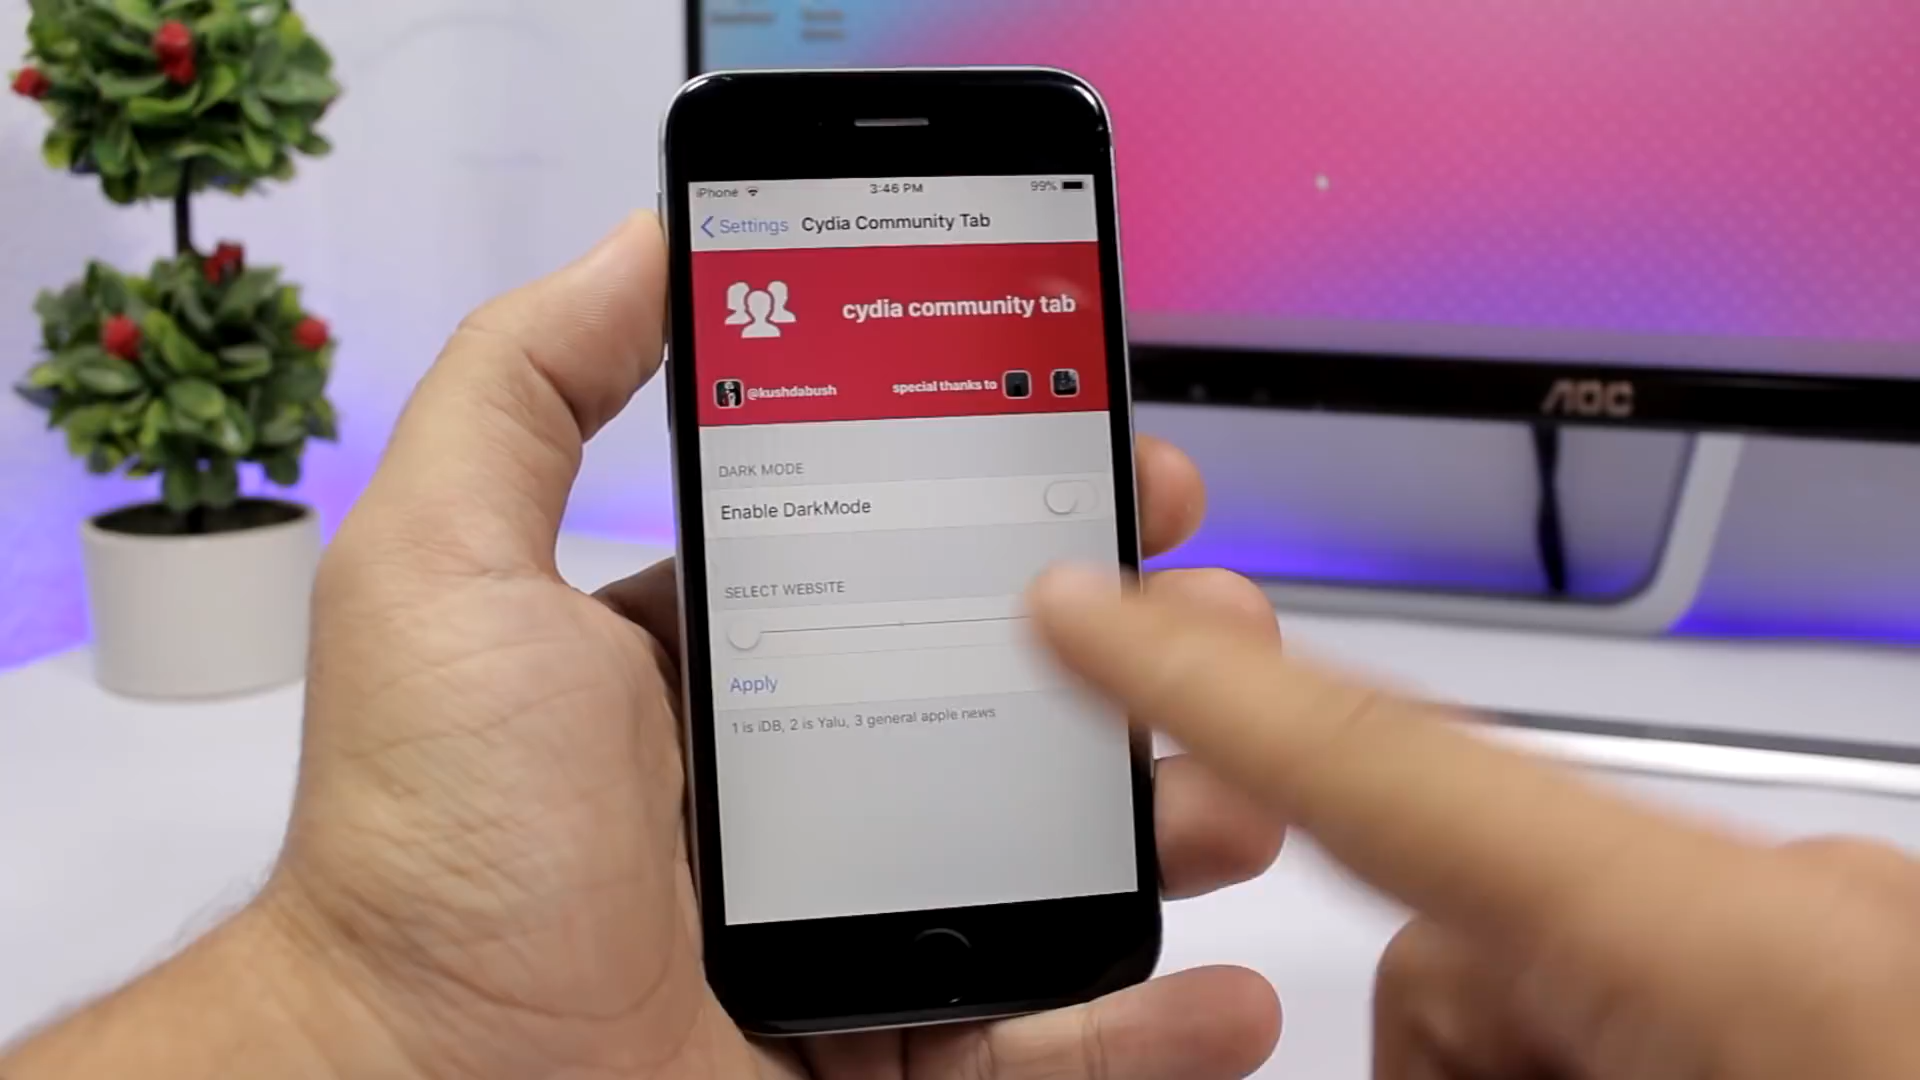 iPhone 3:46 PM 99%
Settings Cydia Community Tab
cydia community tab
@kushdabush special thanks to
DARK MODE
Enable DarkMode
SELECT WEBSITE
Apply
1 is iDB, 2 is Yalu, 3 general apple news
AOC